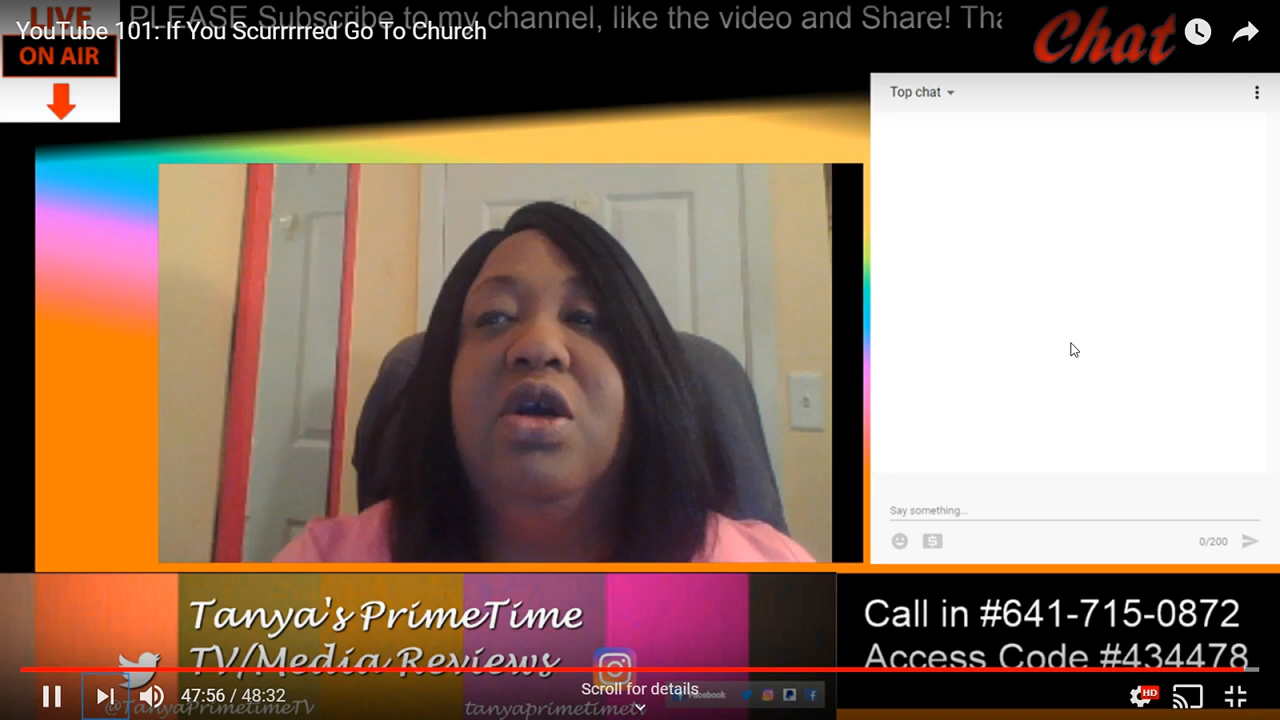 LIVE
PLEASE Subscribe to my channel, like the video and Share! Tha
YouTube 101: If You Scurrrrred Go To Church
ON AIR
Chat
Top chat
Say something...
0/200
Tanya's PrimeTime
TV/Media Reviews
Call in #641-715-0872
Access Code #434478
47:56 / 48:32
Scroll for details
HD
@TanyaPrimetimeTV
tanyaprimetimetv
Facebook